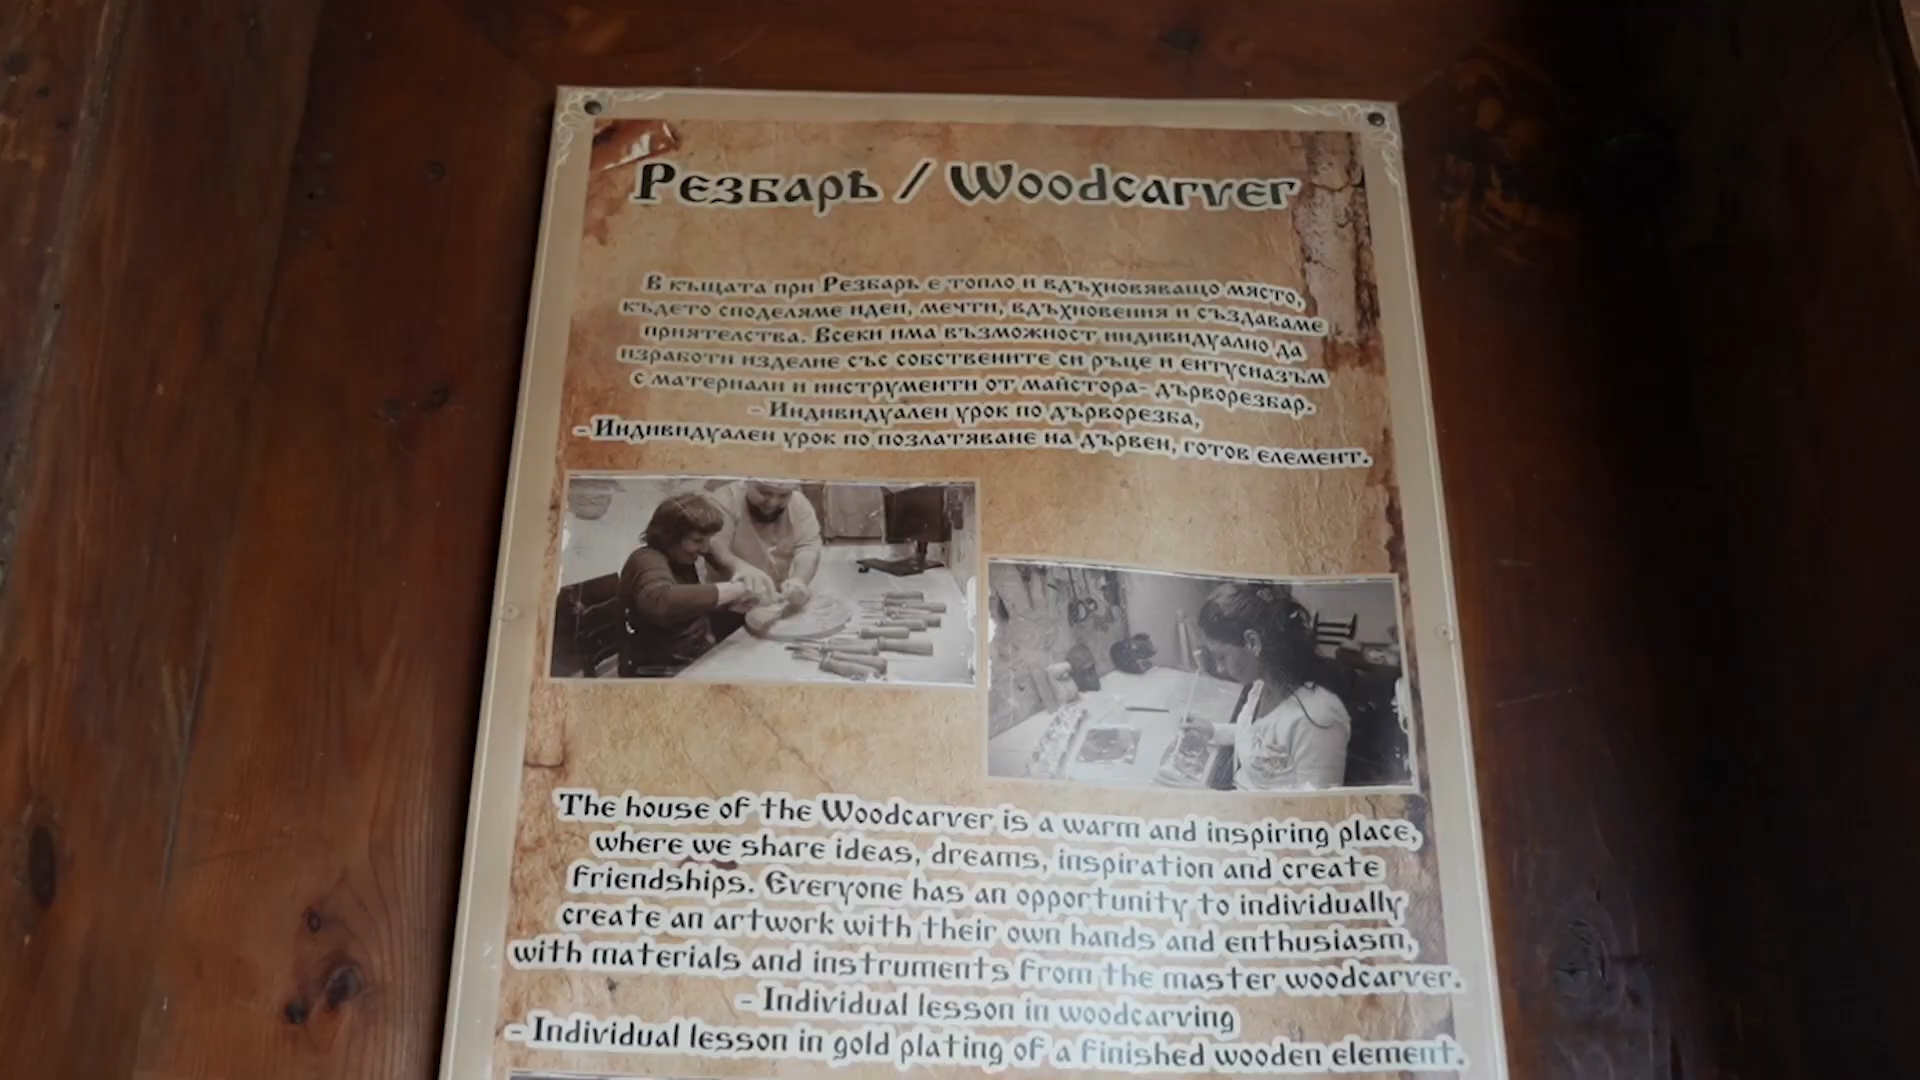 Резбарь / Woodcarver
В къщата при Резбарь е топло и вдъхновяващо място,
където споделяме идеи, мечти, вдъхновения и създаваме
приятелства. Всеки има възможност индивидуално да
изработи изделие със собствените си ръце и ентусиазъм
с материали и инструменти от майстора- дърворезбар.
- Индивидуален урок по дърворезба,
- Индивидуален урок по позлатяване на дървен, готов елемент.
The house of the Woodcarver is a warm and inspiring place,
where we share ideas, dreams, inspiration and create
friendships. Everyone has an opportunity to individually
create an artwork with their own hands and enthusiasm,
with materials and instruments from the master woodcarver.
- Individual lesson in woodcarving
- Individual lesson in gold plating of a finished wooden element.